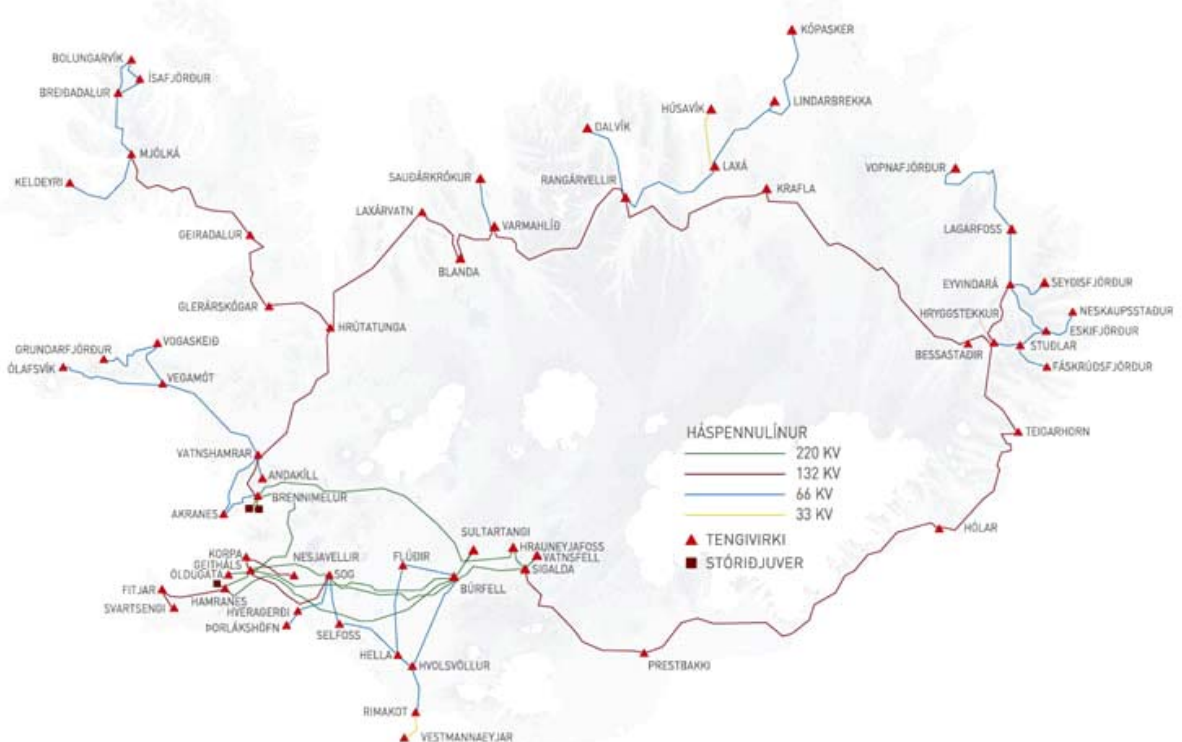 KÓPASKER
BOLUNGARVÍK
ÍSAFJÖRÐUR
BREIÐADALUR
LINDARBREKKA
HÚSAVÍK
DALVÍK
MJÓLKÁ
LAXÁ
VOPNAFJÖRÐUR
KELDEYRI
SAUÐÁRKRÓKUR
RANGÁRVELLIR
KRAFLA
LAXÁRVATN
VARMAHLÍÐ
GEIRADALUR
LAGARFOSS
BLANDA
EYVINDARÁ
SEYÐISFJÖRÐUR
GLERÁRSKÓGAR
HRYGGSTEKKUR
NESKAUPSSTAÐUR
HRÚTATUNGA
ESKIFJÖRÐUR
VOGASKEIÐ
GRUNDARFJÖRÐUR
STUÐLAR
BESSASTAÐIR
ÓLAFSVÍK
FÁSKRÚÐSFJÖRÐUR
VEGAMÓT
TEIGARHORN
HÁSPENNULÍNUR
220 KV
132 KV
66 KV
33 KV
TENGIVIRKI
STÓRIÐJUVER
VATNSHAMRAR
ANDAKÍLL
BRENNIMELUR
AKRANES
HÓLAR
SULTARTANGI
HRAUNEYJAFOSS
VATNSFELL
SIGALDA
KORPA
NESJAVELLIR
FLÚÐIR
GEITHÁLS
ÖLDUGATA
SOG
BÚRFELL
FITJAR
HAMRANES
SVARTSENGI
HVERAGERÐI
ÞORLÁKSHÖFN
SELFOSS
HELLA
HVOLSVÖLLUR
PRESTBAKKI
RIMAKOT
VESTMANNAEYJAR